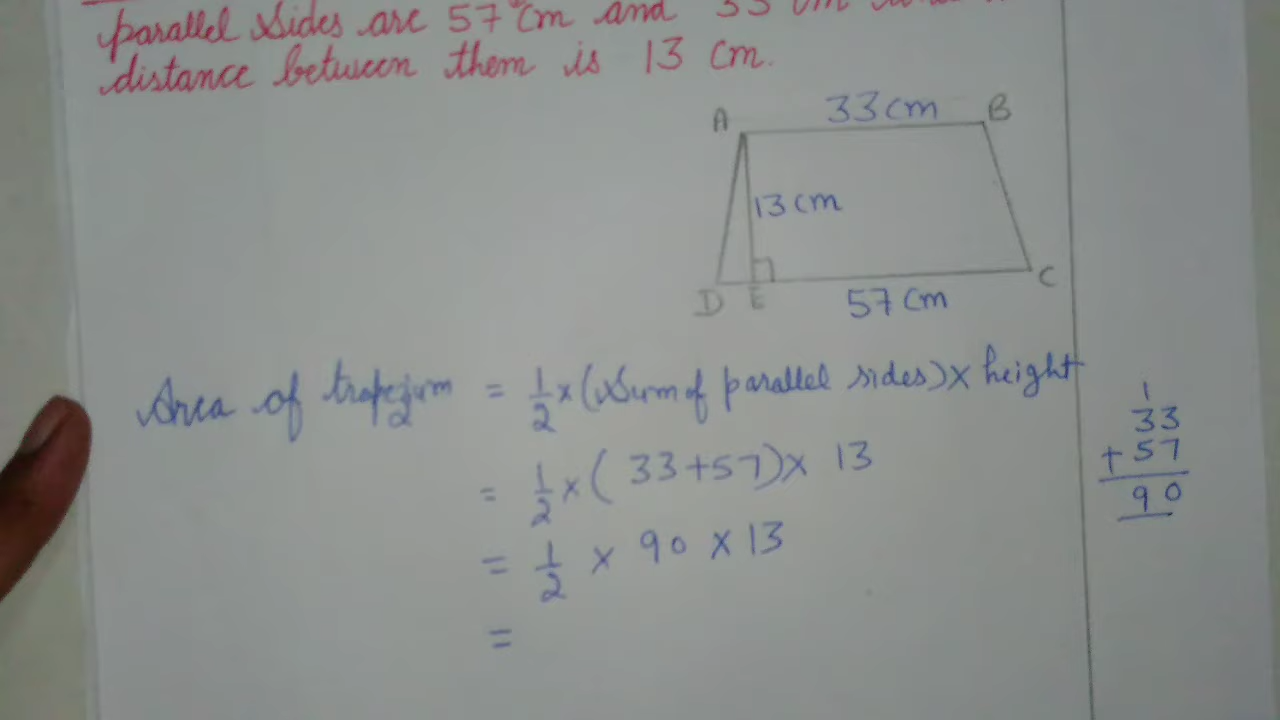 parallel sides are 57 cm and 33 cm
distance between them is 13 cm.
33 cm
A
B
13 cm
D
E
C
57 cm
Area of trapezium = 1/2 × (Sum of parallel sides) × height
= 1/2 × ( 33+57) × 13
= 1/2 × 90 × 13
=
1
33
+57
90